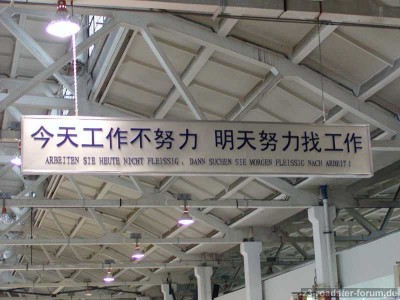 今天工作不努力 明天努力找工作
ARBEITEN SIE HEUTE NICHT FLEISSIG, DANN SUCHEN SIE MORGEN FLEISSIG NACH ARBEIT!
z3-roadster-forum.de